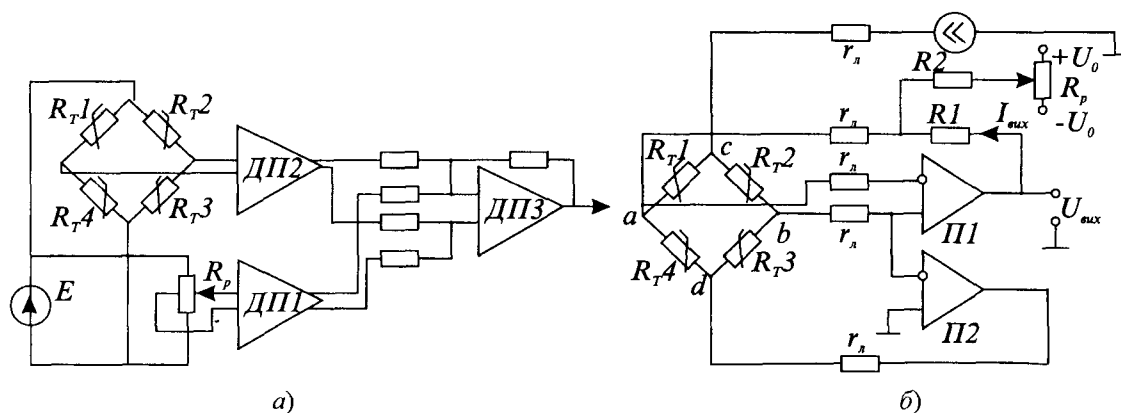 R_T1
R_T2
R_T4
R_T3
ДП2
ДП3
E
R_p
ДП1
а)
r_л
R2
+U_0
R_p
-U_0
I_вих
R1
r_л
c
R_T1
R_T2
r_л
a
b
r_л
П1
U_вих
R_T4
R_T3
d
П2
r_л
б)